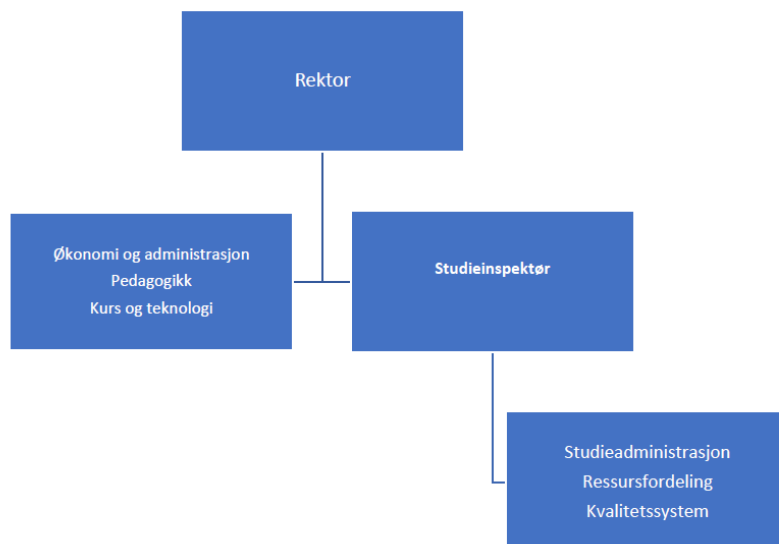 Rektor
Økonomi og administrasjon
Pedagogikk
Kurs og teknologi
Studieinspektør
Studieadministrasjon
Ressursfordeling
Kvalitetssystem